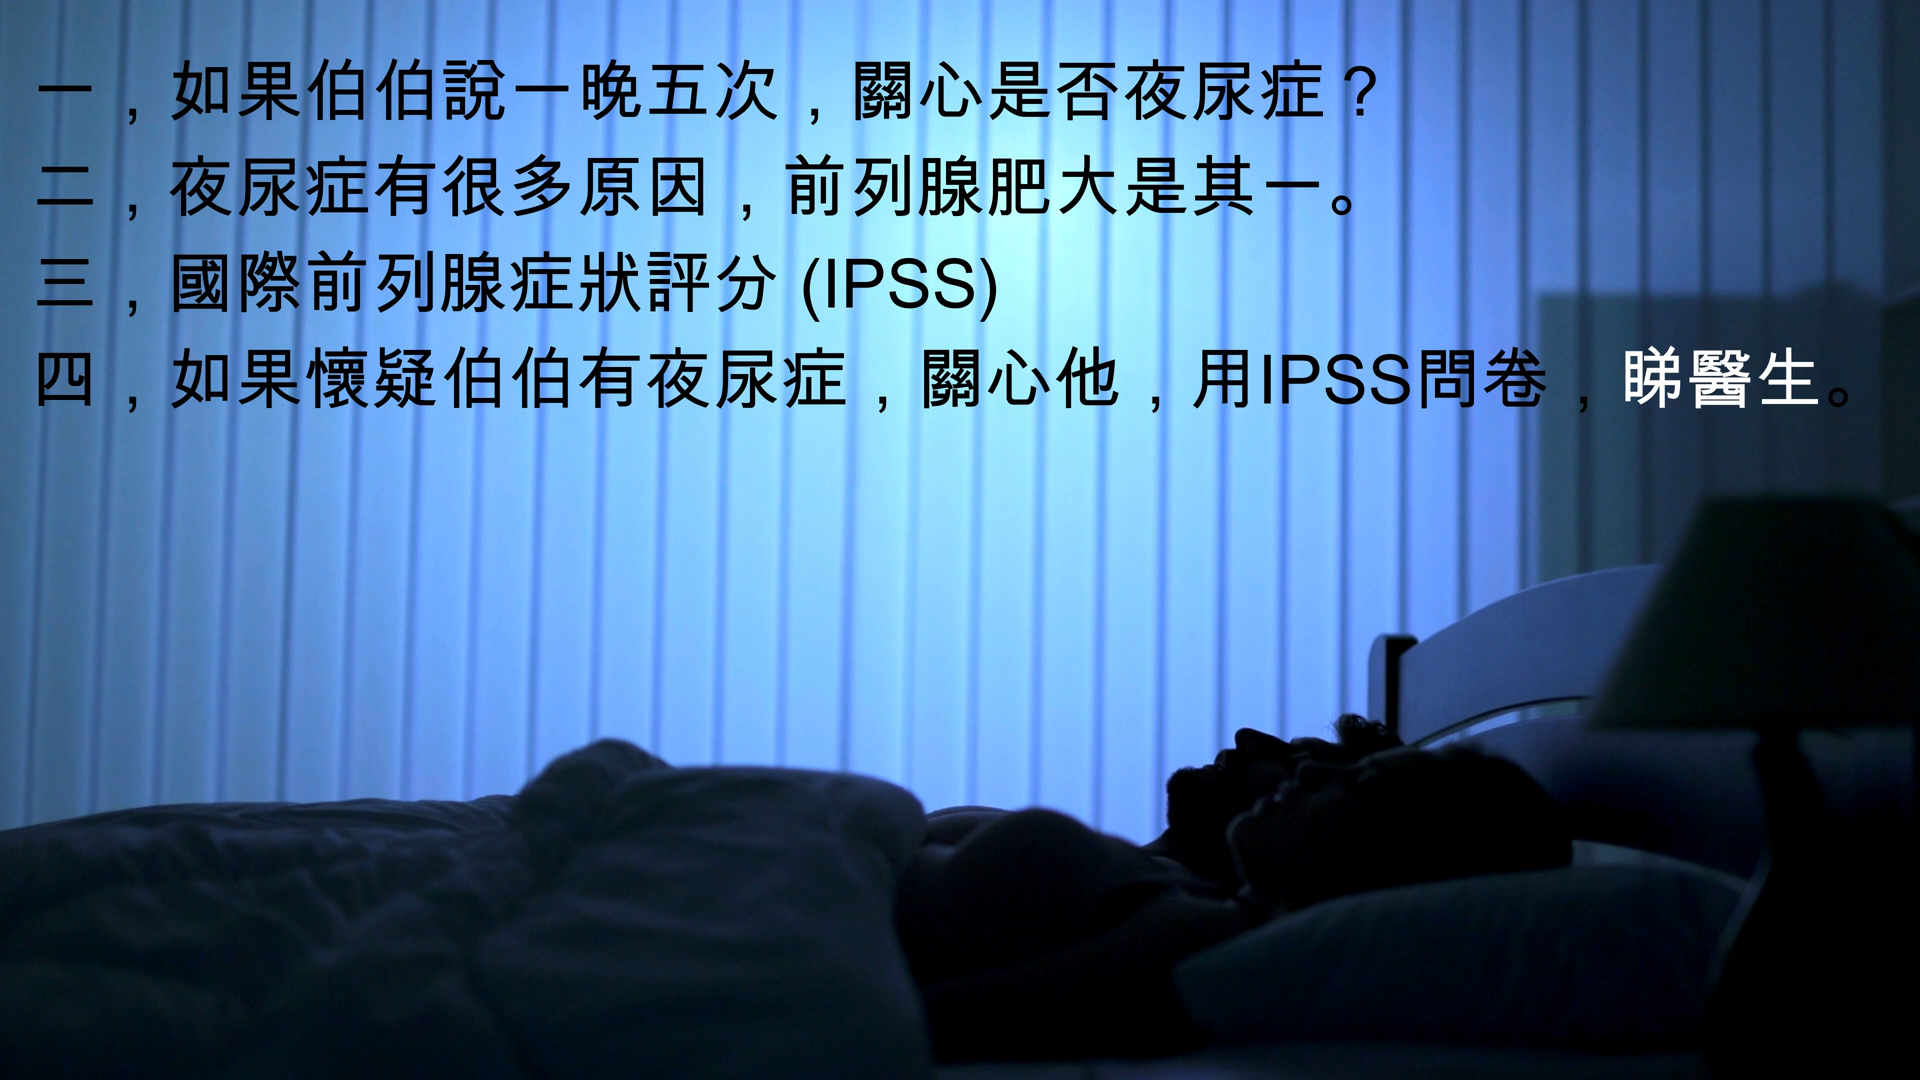 一，如果伯伯說一晚五次，關心是否夜尿症？
二，夜尿症有很多原因，前列腺肥大是其一。
三，國際前列腺症狀評分 (IPSS)
四，如果懷疑伯伯有夜尿症，關心他，用IPSS問卷，睇醫生。